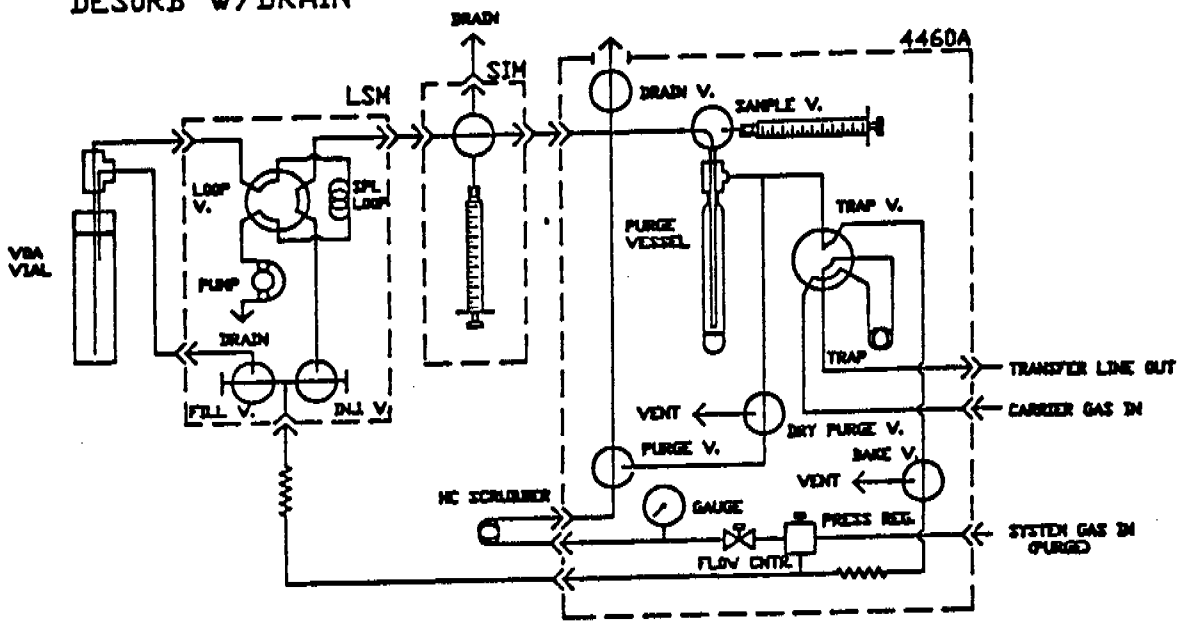 DESORB W/DRAIN
DRAIN
4460A
SIM
LSM
DRAIN V.
SAMPLE V.
LOOP
V.
SPL
LOOP
TRAP V.
PURGE
VESSEL
VOA
VIAL
PUMP
DRAIN
TRAP
TRANSFER LINE OUT
FILL V.
INJ. V.
VENT
CARRIER GAS IN
DRY PURGE V.
PURGE V.
BAKE V.
VENT
HC SCRUBBER
GAUGE
PRESS REG.
SYSTEM GAS IN
(PURGE)
FLOW CNTR.